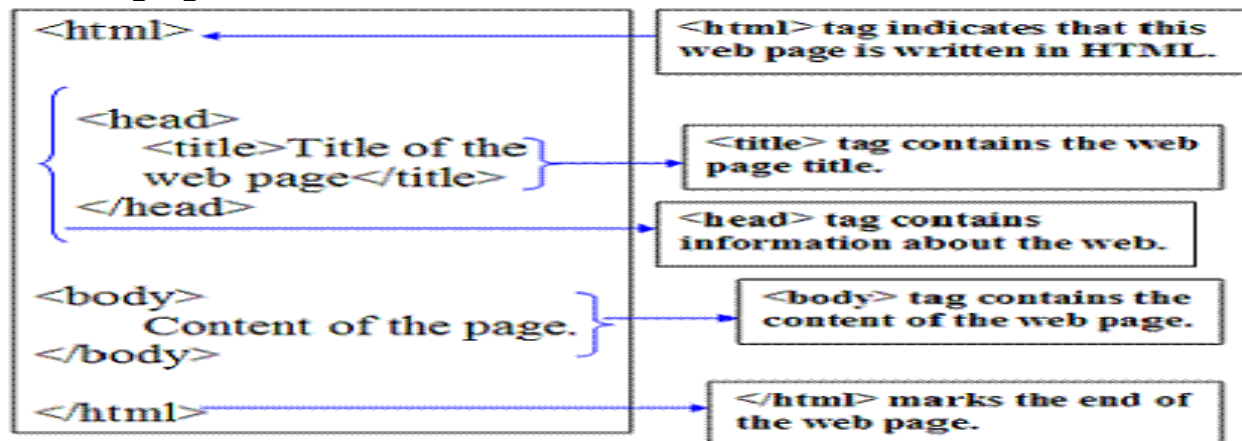 <html>
<html> tag indicates that this
web page is written in HTML.
<head>
<title>Title of the
web page</title>
</head>
<title> tag contains the web
page title.
<head> tag contains
information about the web.
<body>
Content of the page.
</body>
<body> tag contains the
content of the web page.
</html>
</html> marks the end of
the web page.